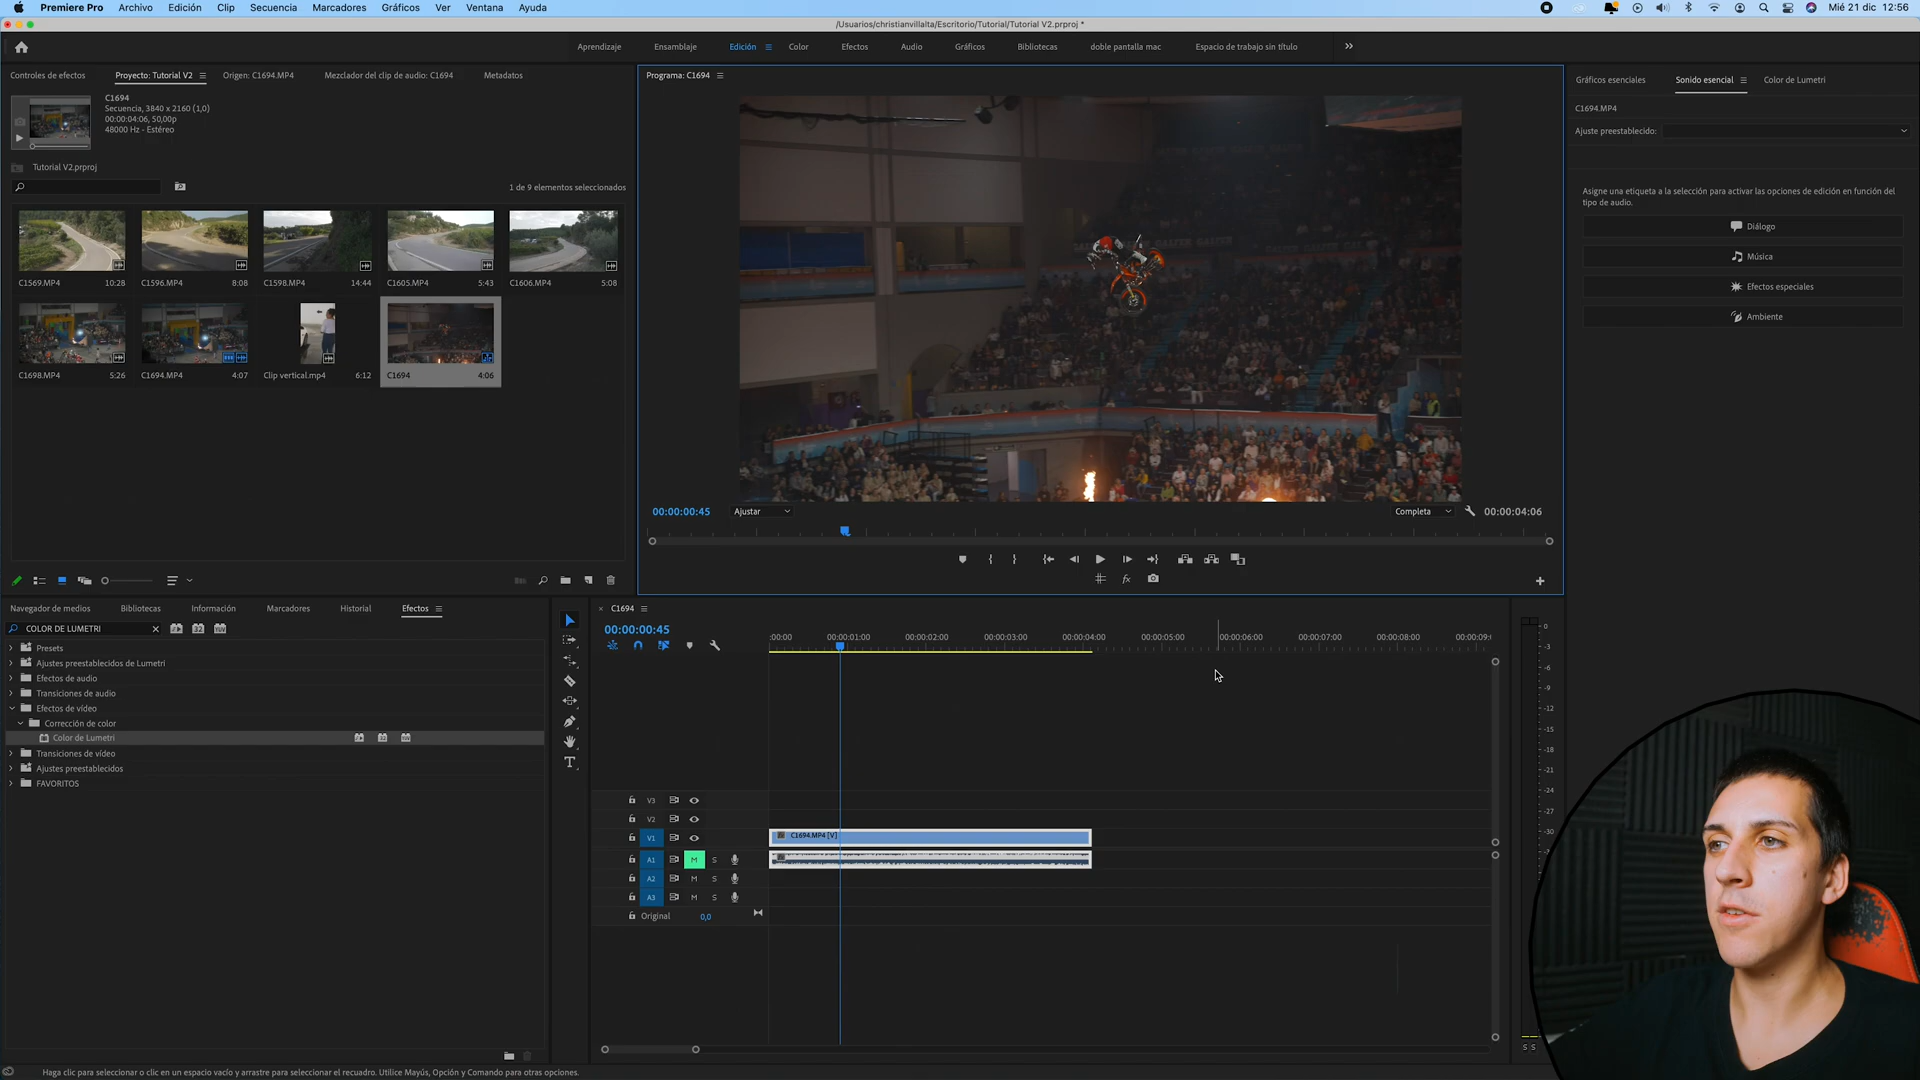 Premiere Pro Archivo Edición Clip Secuencia Marcadores Gráficos Ver Ventana Ayuda Mié 21 dic 12:56
/Usuarios/christianvillalta/Escritorio/Tutorial/Tutorial V2.prproj *
Aprendizaje Ensamblaje Edición Color Efectos Audio Gráficos Bibliotecas doble pantalla mac Espacio de trabajo sin título
Controles de efectos Proyecto: Tutorial V2 Origen: C1694.MP4 Mezclador del clip de audio: C1694 Metadatos
C1694
Secuencia, 3840 x 2160 (1,0)
00:00:04:06, 50,00p
48000 Hz - Estéreo
Tutorial V2.prproj
1 de 9 elementos seleccionados
C1569.MP4 10:28 C1596.MP4 8:08 C1598.MP4 14:44 C1605.MP4 5:43 C1606.MP4 5:08
C1698.MP4 5:26 C1694.MP4 4:07 Clip vertical.mp4 6:12 C1694 4:06
Programa: C1694
00:00:00:45 Ajustar Completa 00:00:04:06
Gráficos esenciales Sonido esencial Color de Lumetri
C1694.MP4
Ajuste preestablecido:
Asigne una etiqueta a la selección para activar las opciones de edición en función del
tipo de audio.
Diálogo
Música
Efectos especiales
Ambiente
Navegador de medios Bibliotecas Información Marcadores Historial Efectos
COLOR DE LUMETRI
Presets
Ajustes preestablecidos de Lumetri
Efectos de audio
Transiciones de audio
Efectos de vídeo
Corrección de color
Color de Lumetri
Transiciones de vídeo
Ajustes preestablecidos
FAVORITOS
C1694
00:00:00:45
:00:00 00:00:01:00 00:00:02:00 00:00:03:00 00:00:04:00 00:00:05:00 00:00:06:00 00:00:07:00 00:00:08:00 00:00:09:
V3
V2
V1 C1694.MP4 [V]
A1 M S
A2 M S
A3 M S
Original 0,0
0
-3
-6
-9
-12
-15
-18
-21
-24
-27
-30
S S
Haga clic para seleccionar o clic en un espacio vacío y arrastre para seleccionar el recuadro. Utilice Mayús, Opción y Comando para otras opciones.